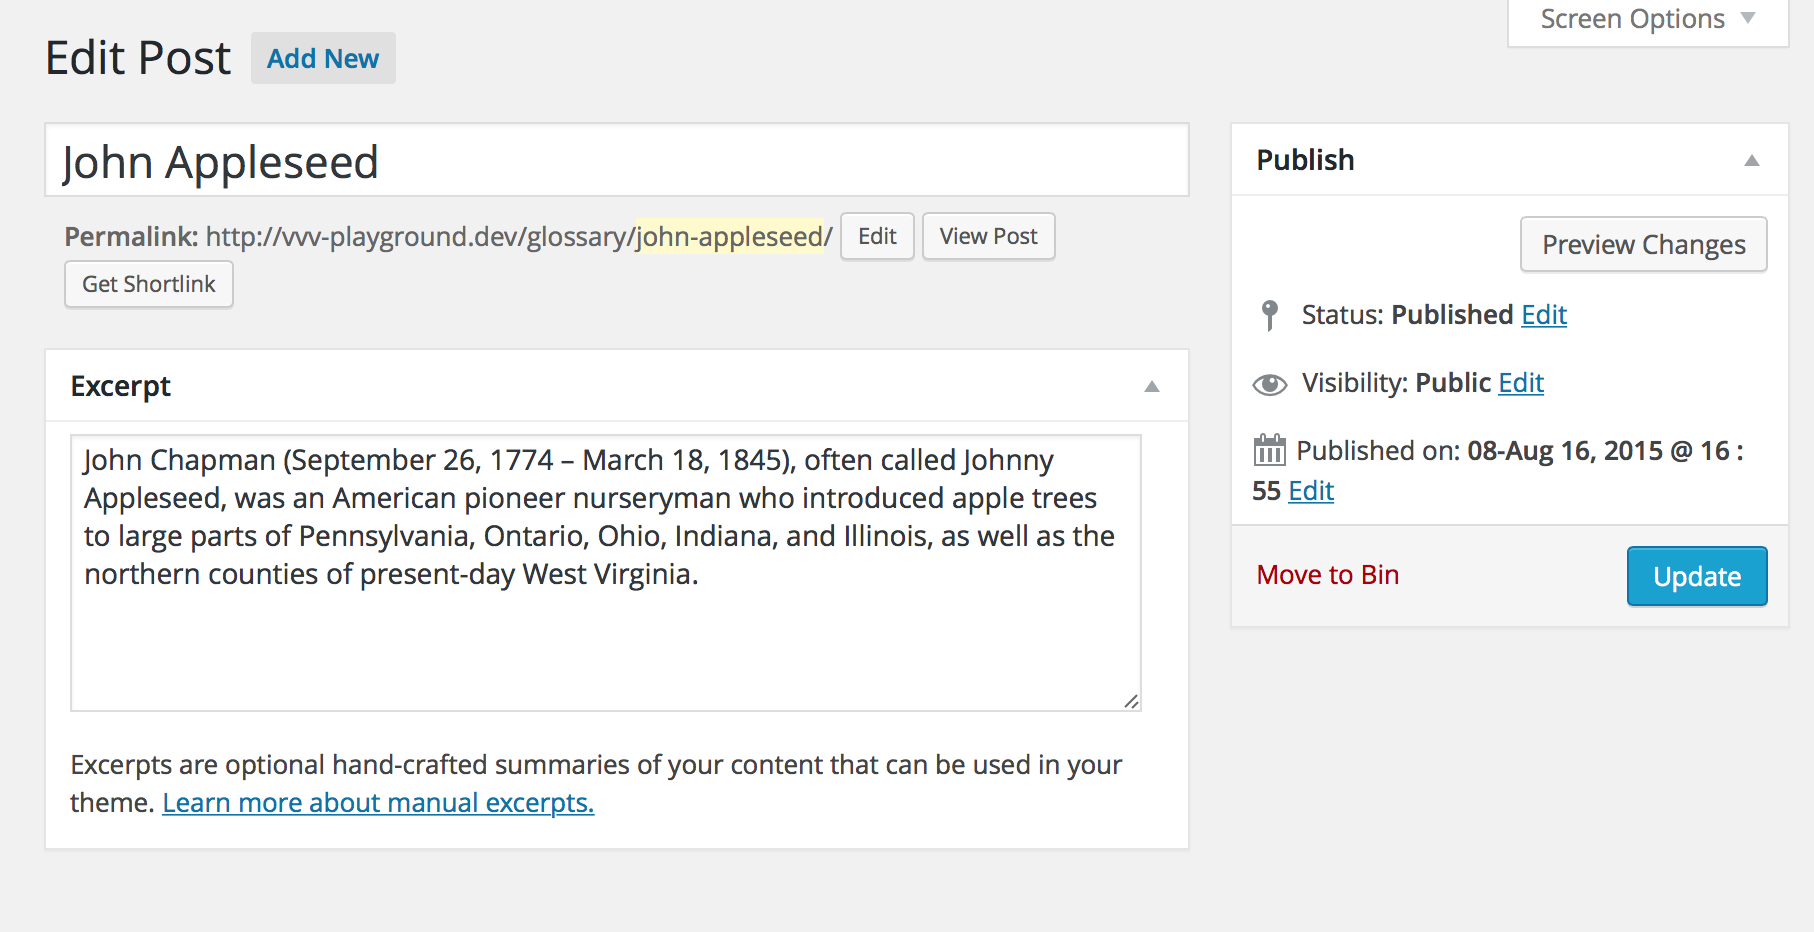 Screen Options
Edit Post Add New
John Appleseed
Permalink: http://vvv-playground.dev/glossary/john-appleseed/ Edit View Post
Get Shortlink
Excerpt
John Chapman (September 26, 1774 – March 18, 1845), often called Johnny
Appleseed, was an American pioneer nurseryman who introduced apple trees
to large parts of Pennsylvania, Ontario, Ohio, Indiana, and Illinois, as well as the
northern counties of present-day West Virginia.
Excerpts are optional hand-crafted summaries of your content that can be used in your
theme. Learn more about manual excerpts.
Publish
Preview Changes
Status: Published Edit
Visibility: Public Edit
Published on: 08-Aug 16, 2015 @ 16 :
55 Edit
Move to Bin
Update